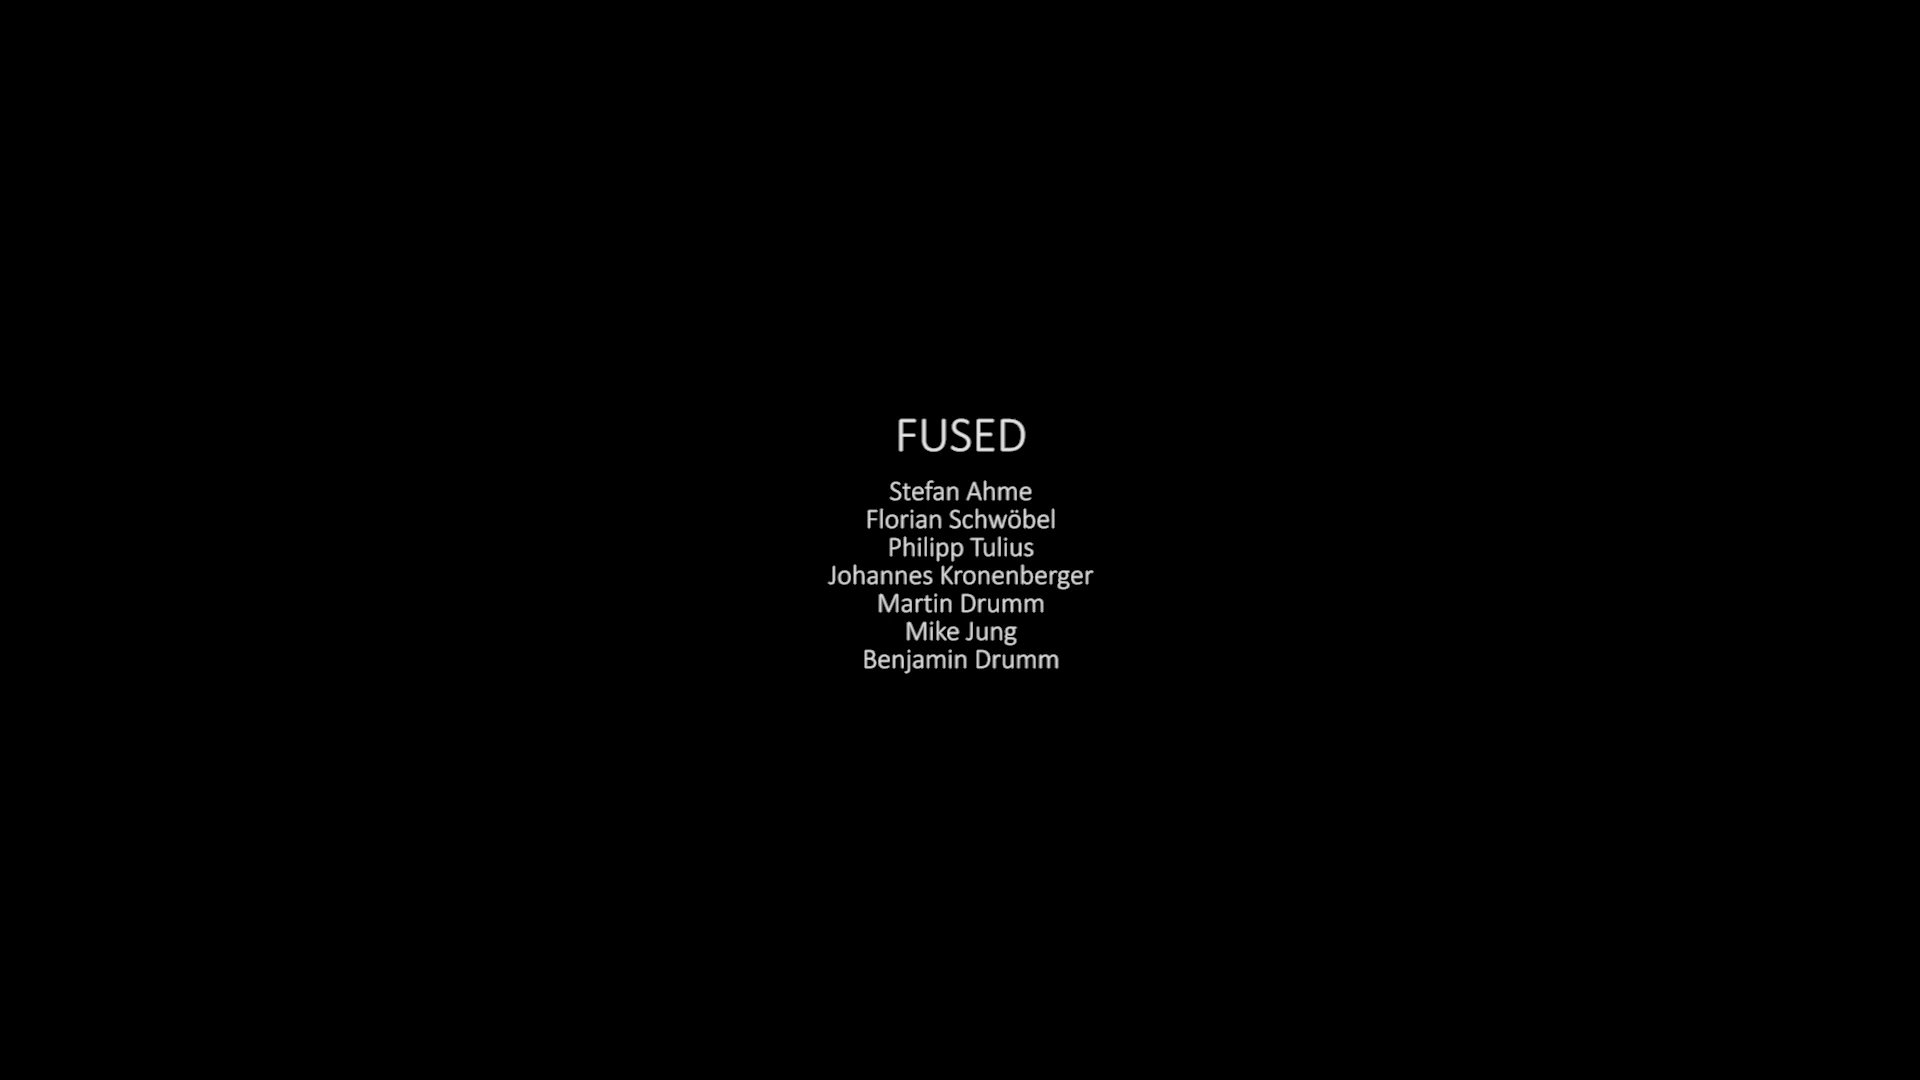 FUSED
Stefan Ahme
Florian Schwöbel
Philipp Tulius
Johannes Kronenberger
Martin Drumm
Mike Jung
Benjamin Drumm